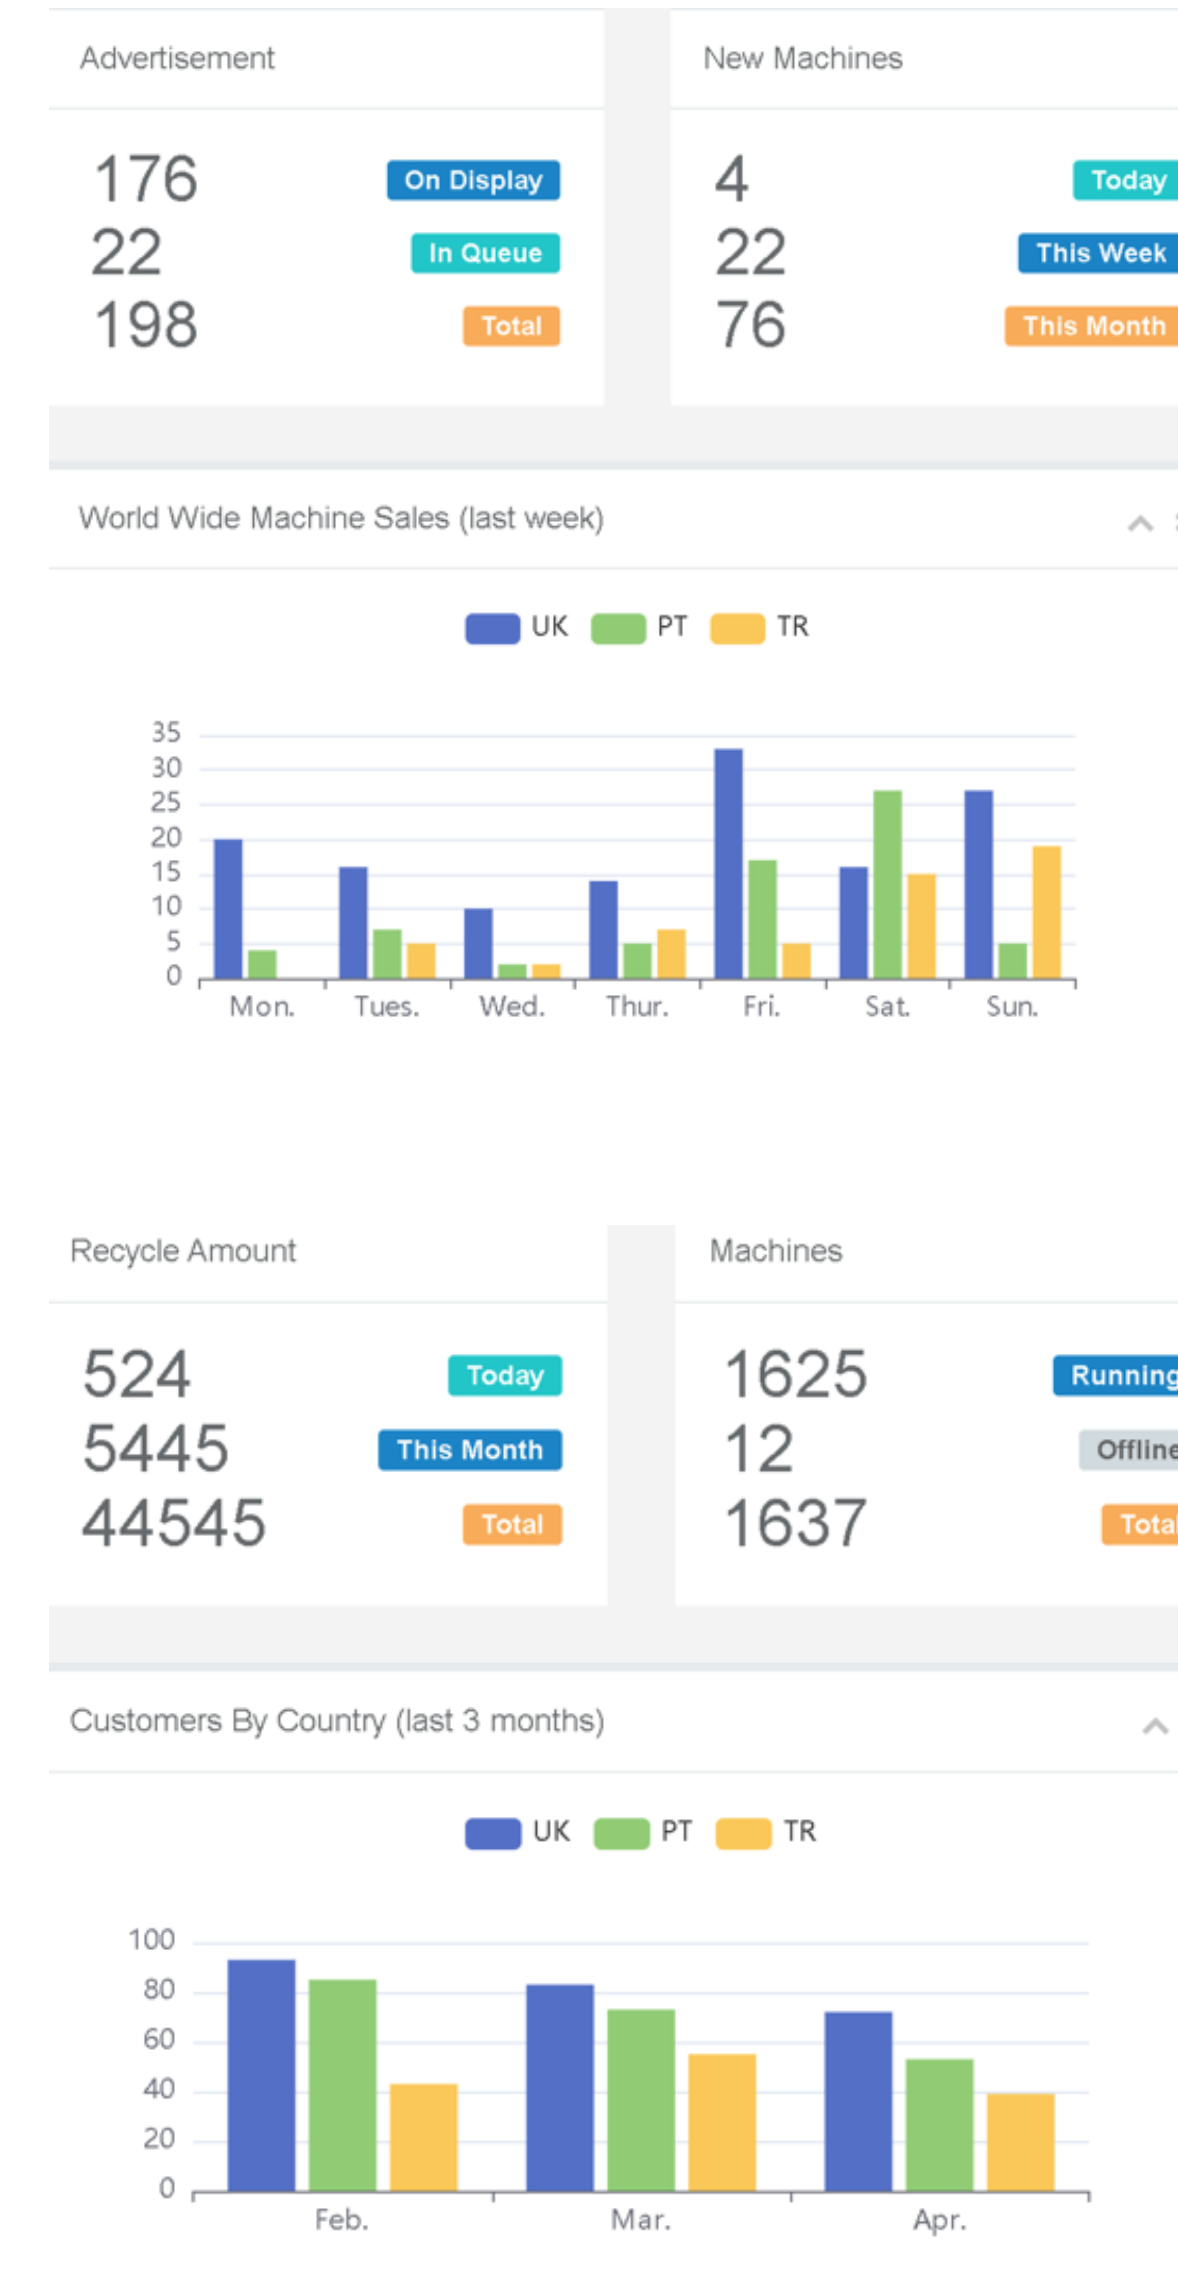 Advertisement
New Machines
176 On Display
4 Today
22 In Queue
22 This Week
198 Total
76 This Month
World Wide Machine Sales (last week)
UK PT TR
35
30
25
20
15
10
5
0
Mon. Tues. Wed. Thur. Fri. Sat. Sun.
Recycle Amount
Machines
524 Today
1625 Running
5445 This Month
12 Offline
44545 Total
1637 Total
Customers By Country (last 3 months)
UK PT TR
100
80
60
40
20
0
Feb. Mar. Apr.